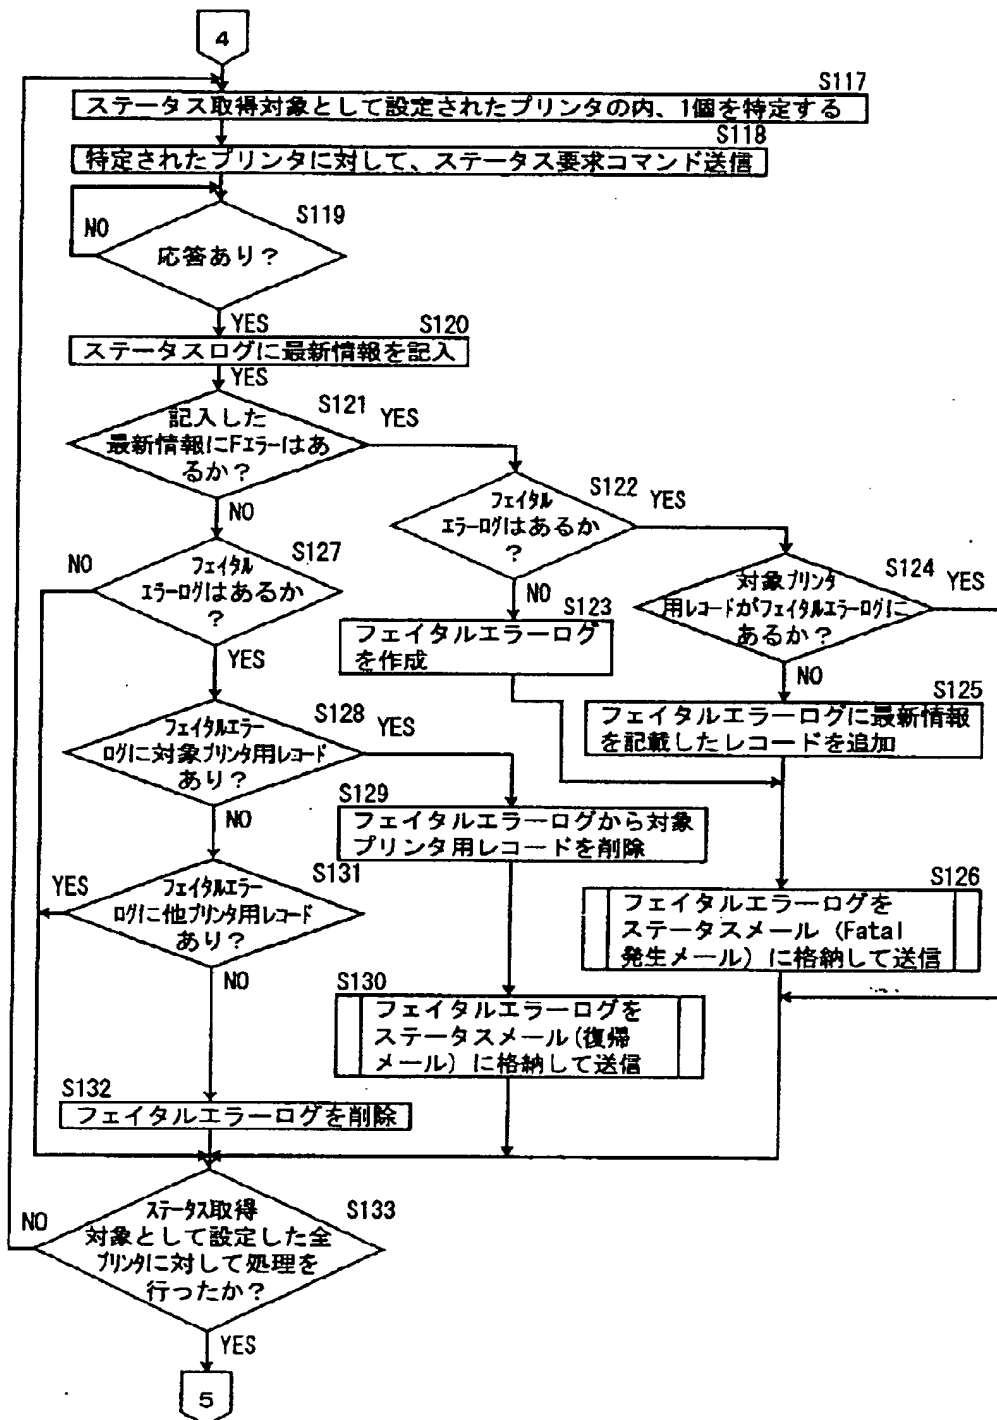 4
S117
ステータス取得対象として設定されたプリンタの内、1個を特定する
S118
特定されたプリンタに対して、ステータス要求コマンド送信
S119
NO
応答あり？
YES
S120
ステータスログに最新情報を記入
YES
S121
YES
記入した
最新情報にFエラーはあ
るか？
NO
S122
YES
フェイタル
エラーログはあるか
？
NO
S127
NO
フェイタル
エラーログはあるか
？
YES
S123
フェイタルエラーログ
を作成
S124
YES
対象プリンタ
用レコードがフェイタルエラーログに
あるか？
NO
S125
フェイタルエラーログに最新情報
を記載したレコードを追加
S128
YES
フェイタルエラー
ログに対象プリンタ用レコード
あり？
NO
S129
フェイタルエラーログから対象
プリンタ用レコードを削除
S131
YES
フェイタルエラー
ログに他プリンタ用レコード
あり？
NO
S126
フェイタルエラーログを
ステータスメール（Fatal
発生メール）に格納して送信
S130
フェイタルエラーログを
ステータスメール(復帰
メール）に格納して送信
S132
フェイタルエラーログを削除
S133
NO
ステータス取得
対象として設定した全
プリンタに対して処理を
行ったか？
YES
5